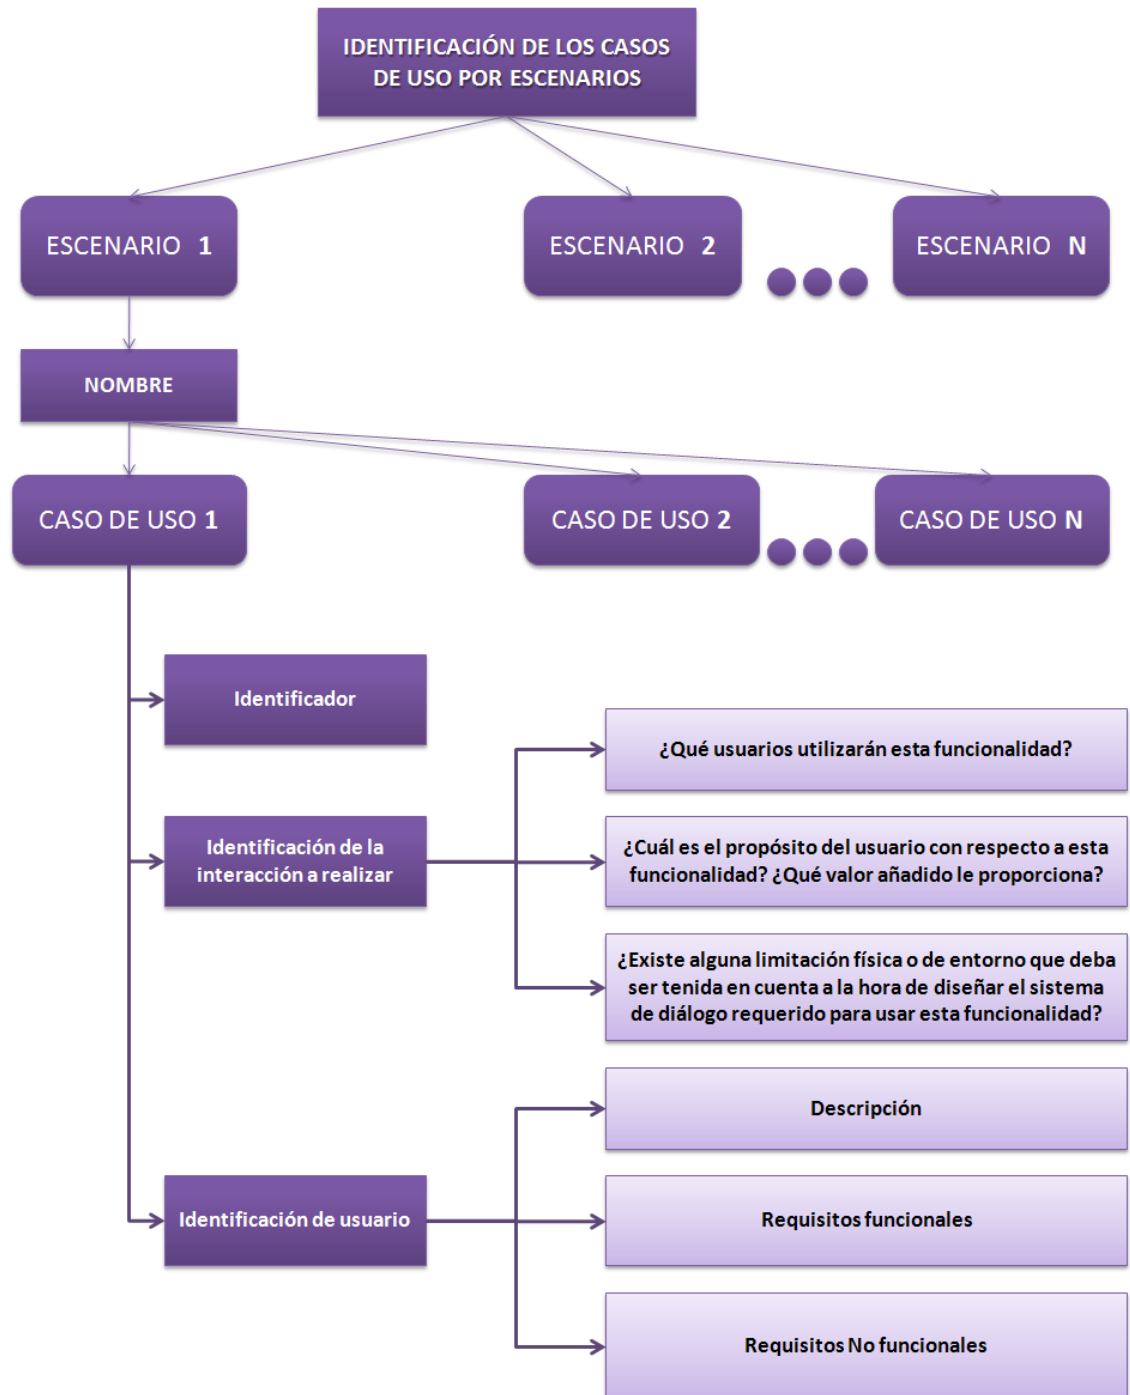 IDENTIFICACIÓN DE LOS CASOS
DE USO POR ESCENARIOS
ESCENARIO 1
ESCENARIO 2
ESCENARIO N
NOMBRE
CASO DE USO 1
CASO DE USO 2
CASO DE USO N
Identificador
Identificación de la
interacción a realizar
¿Qué usuarios utilizarán esta funcionalidad?
¿Cuál es el propósito del usuario con respecto a esta
funcionalidad? ¿Qué valor añadido le proporciona?
¿Existe alguna limitación física o de entorno que deba
ser tenida en cuenta a la hora de diseñar el sistema
de diálogo requerido para usar esta funcionalidad?
Identificación de usuario
Descripción
Requisitos funcionales
Requisitos No funcionales